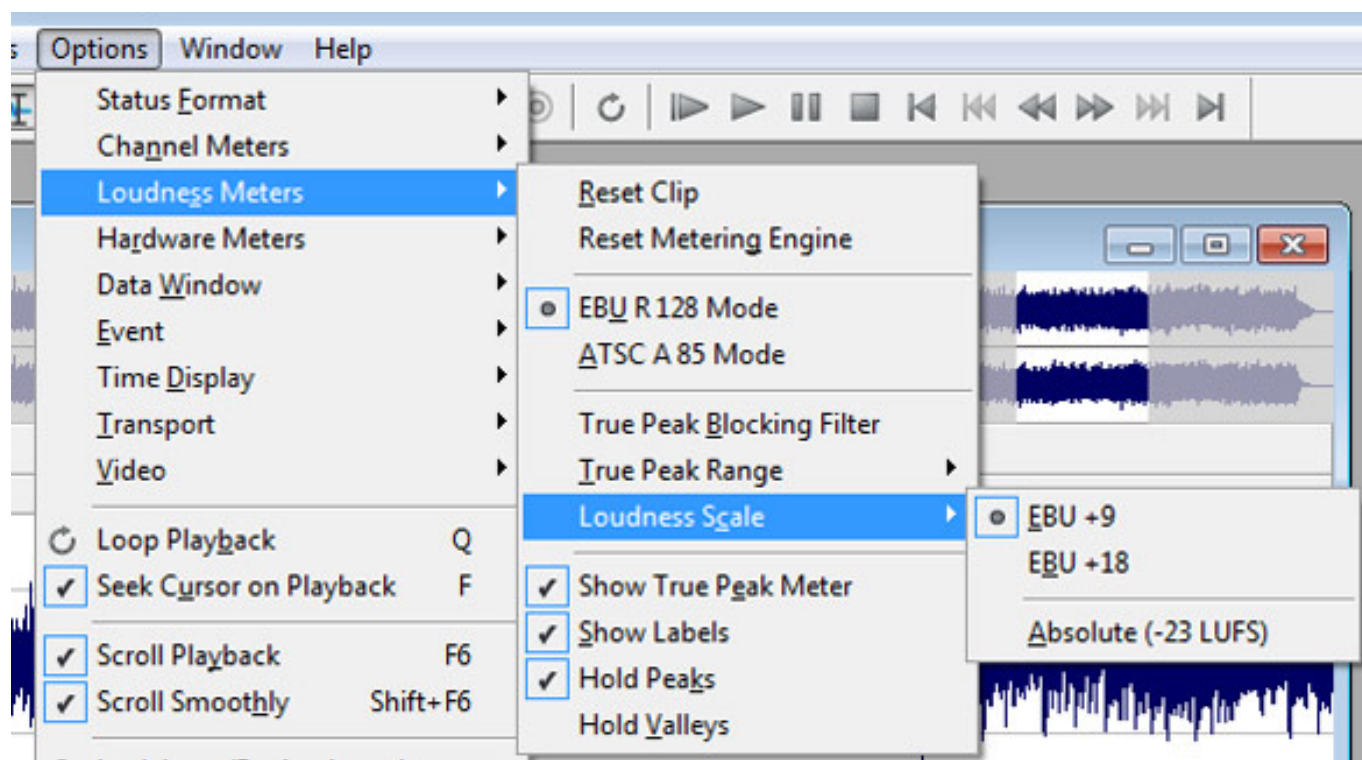 s Options Window Help
Status Format
Channel Meters
Loudness Meters
Hardware Meters
Data Window
Event
Time Display
Transport
Video
Loop Playback Q
Seek Cursor on Playback F
Scroll Playback F6
Scroll Smoothly Shift+F6
Reset Clip
Reset Metering Engine
EBU R 128 Mode
ATSC A 85 Mode
True Peak Blocking Filter
True Peak Range
Loudness Scale
Show True Peak Meter
Show Labels
Hold Peaks
Hold Valleys
EBU +9
EBU +18
Absolute (-23 LUFS)